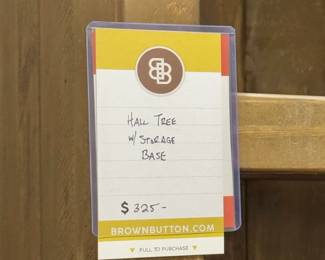 BB
HALL TREE
W/ STORAGE
BASE
$ 325-
BROWNBUTTON.COM
PULL TO PURCHASE